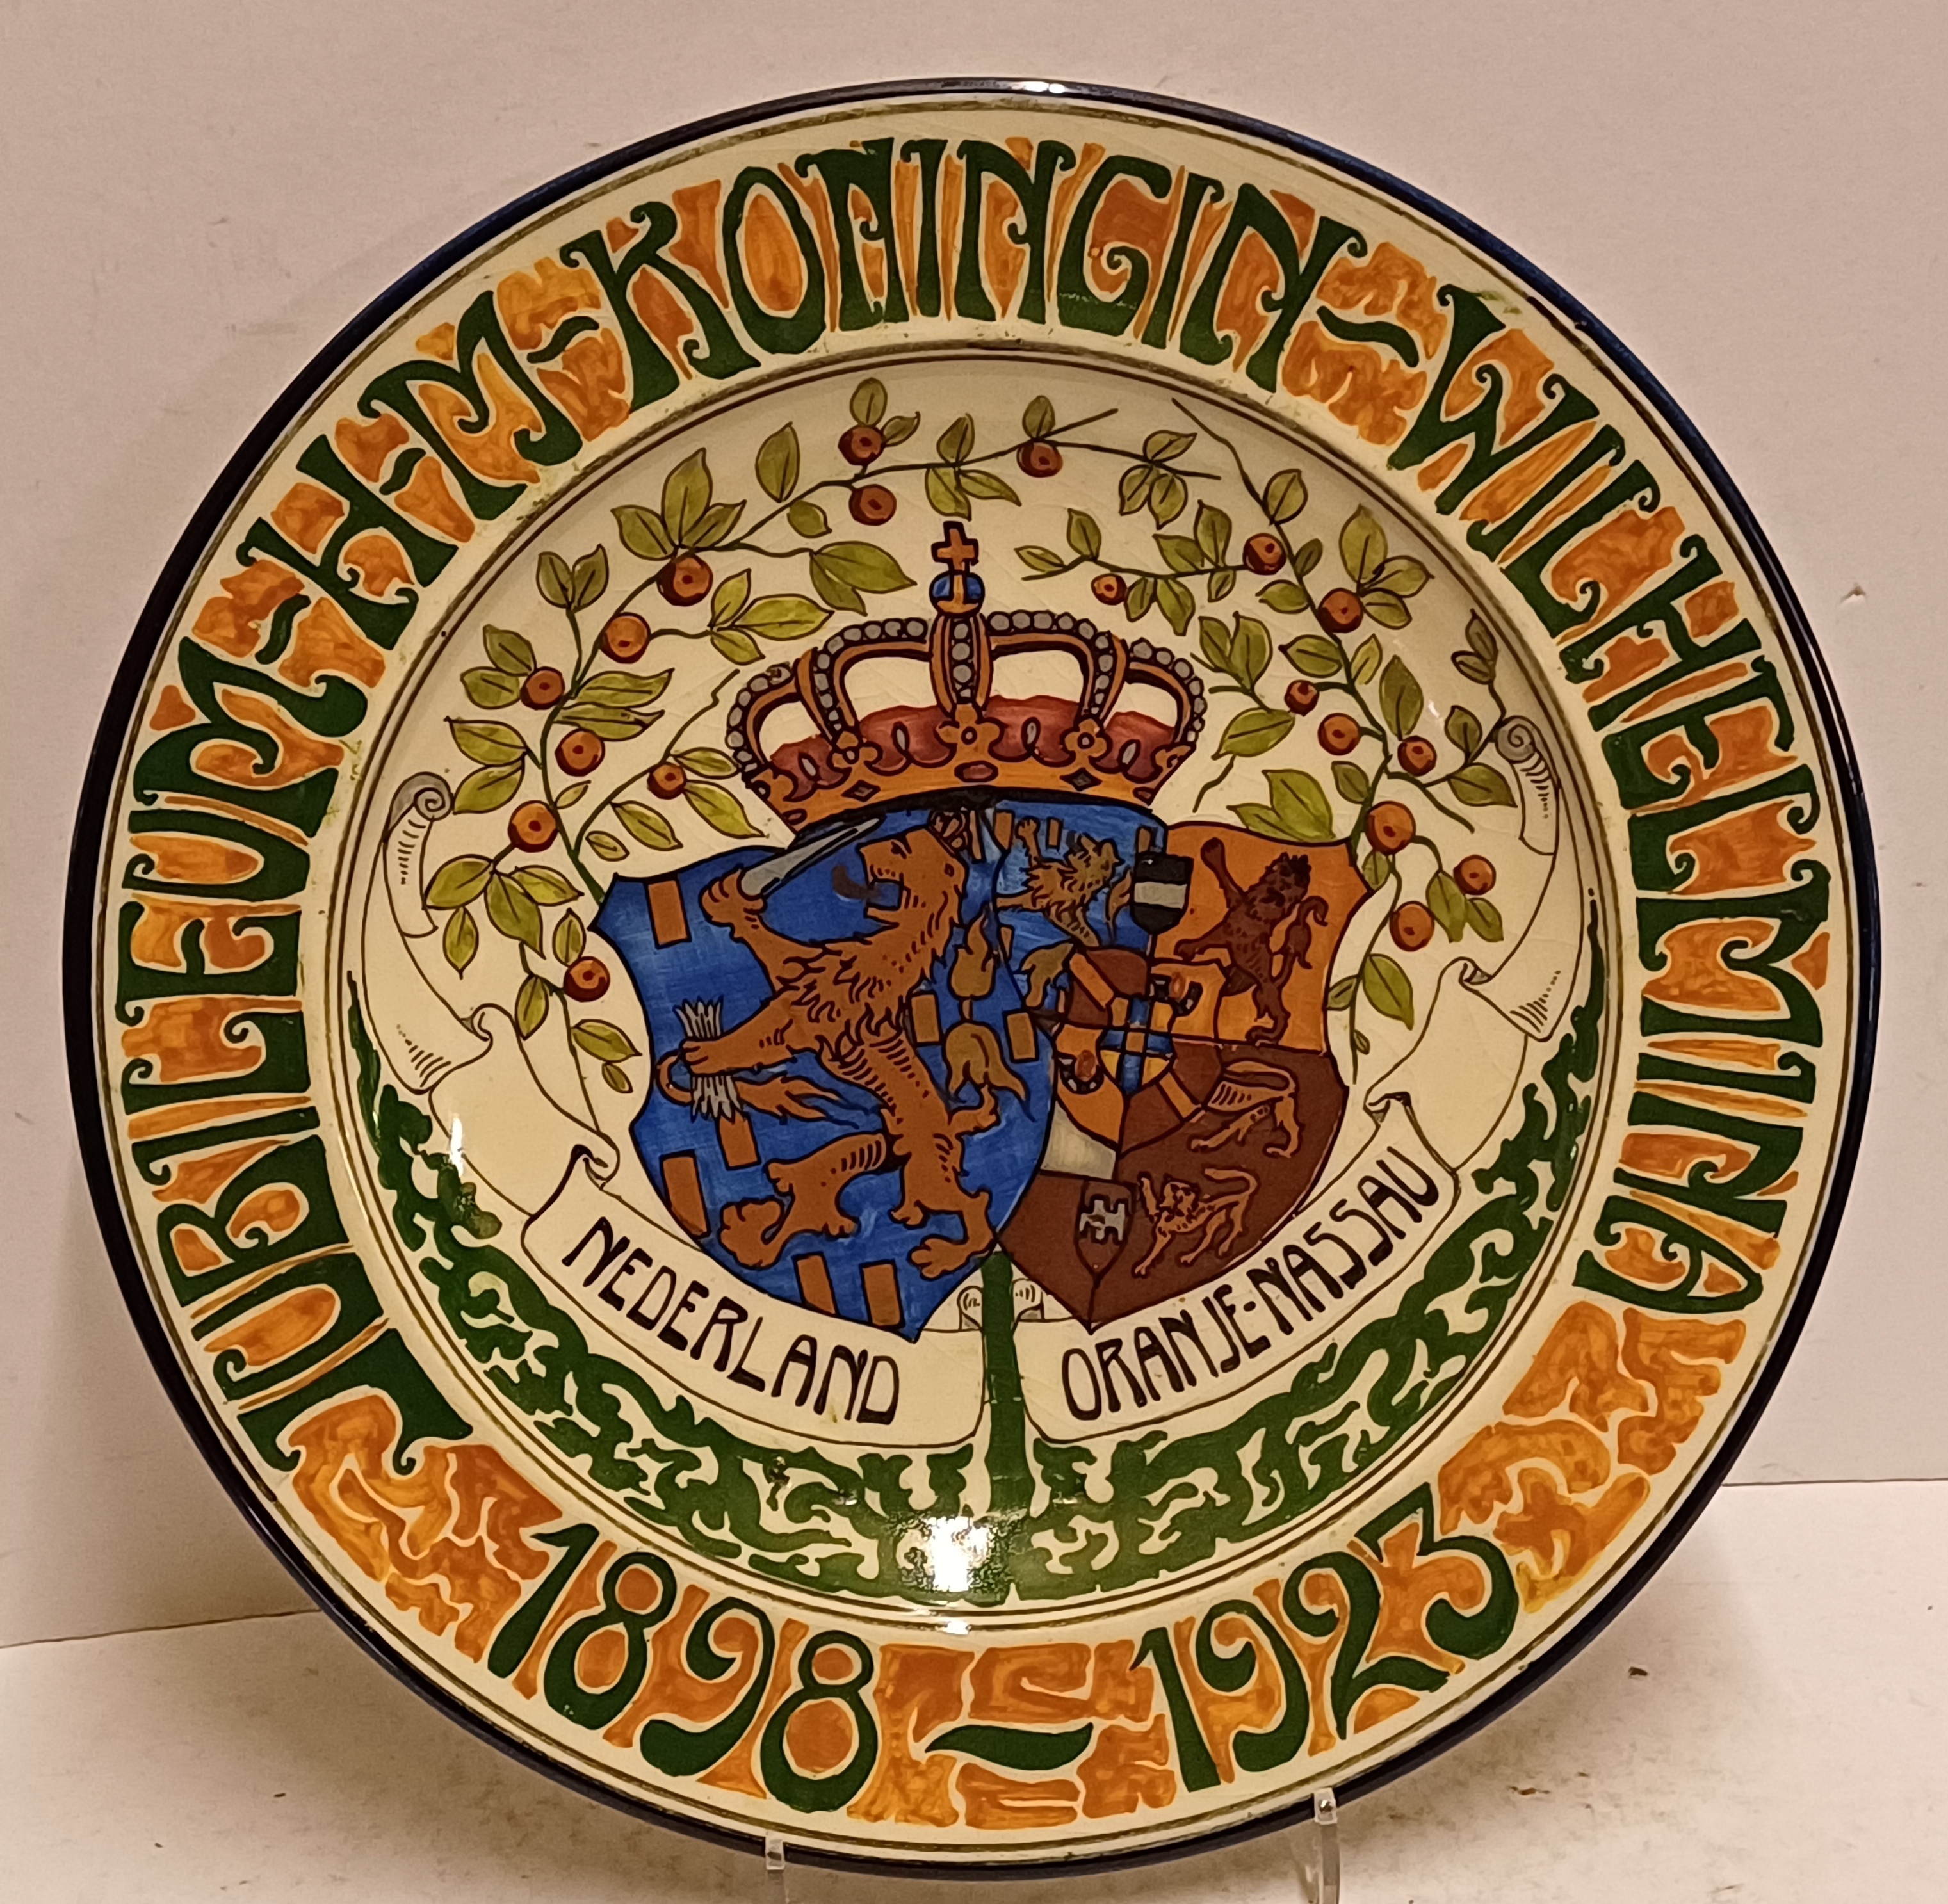 JUBILEUM~H~M~KONINGIN~WILHELMINA
1898~1923
NEDERLAND
ORANJE-NASSAU